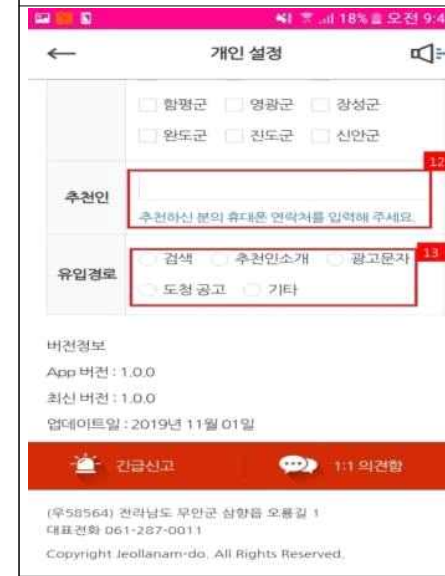 18% 오전 9:4
개인 설정
함평군 영광군 장성군
완도군 진도군 신안군
12
추천인
추천하신 분의 휴대폰 연락처를 입력해 주세요.
13
유입경로
검색 추천인소개 광고문자
도청 공고 기타
버전정보
App 버전 : 1.0.0
최신 버전 : 1.0.0
업데이트일 : 2019년 11월 01일
긴급신고 1:1 의견함
(우58564) 전라남도 무안군 삼향읍 오룡길 1
대표전화 061-287-0011
Copyright Jeollanam-do. All Rights Reserved.